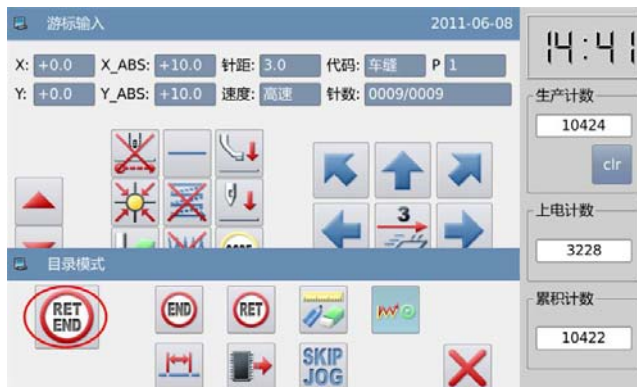 游标输入 2011-06-08
14:41
X: +0.0 X_ABS: +10.0 针距: 3.0 代码: 车缝 P 1
Y: +0.0 Y_ABS: +10.0 速度: 高速 针数: 0009/0009
生产计数
10424
clr
3
上电计数
3228
目录模式
累积计数
10422
RET
END
END
RET
SKIP
JOG